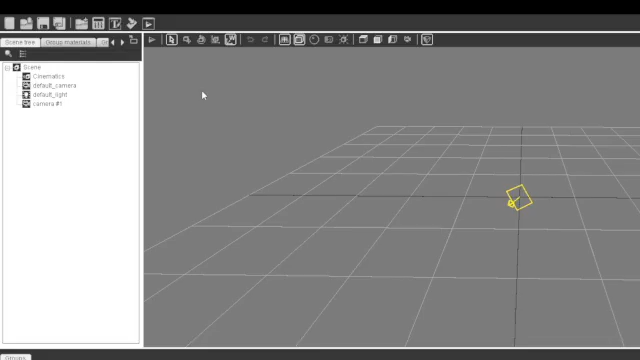 Scene tree
Group materials
Scene
Cinematics
default_camera
default_light
camera #1
Groups